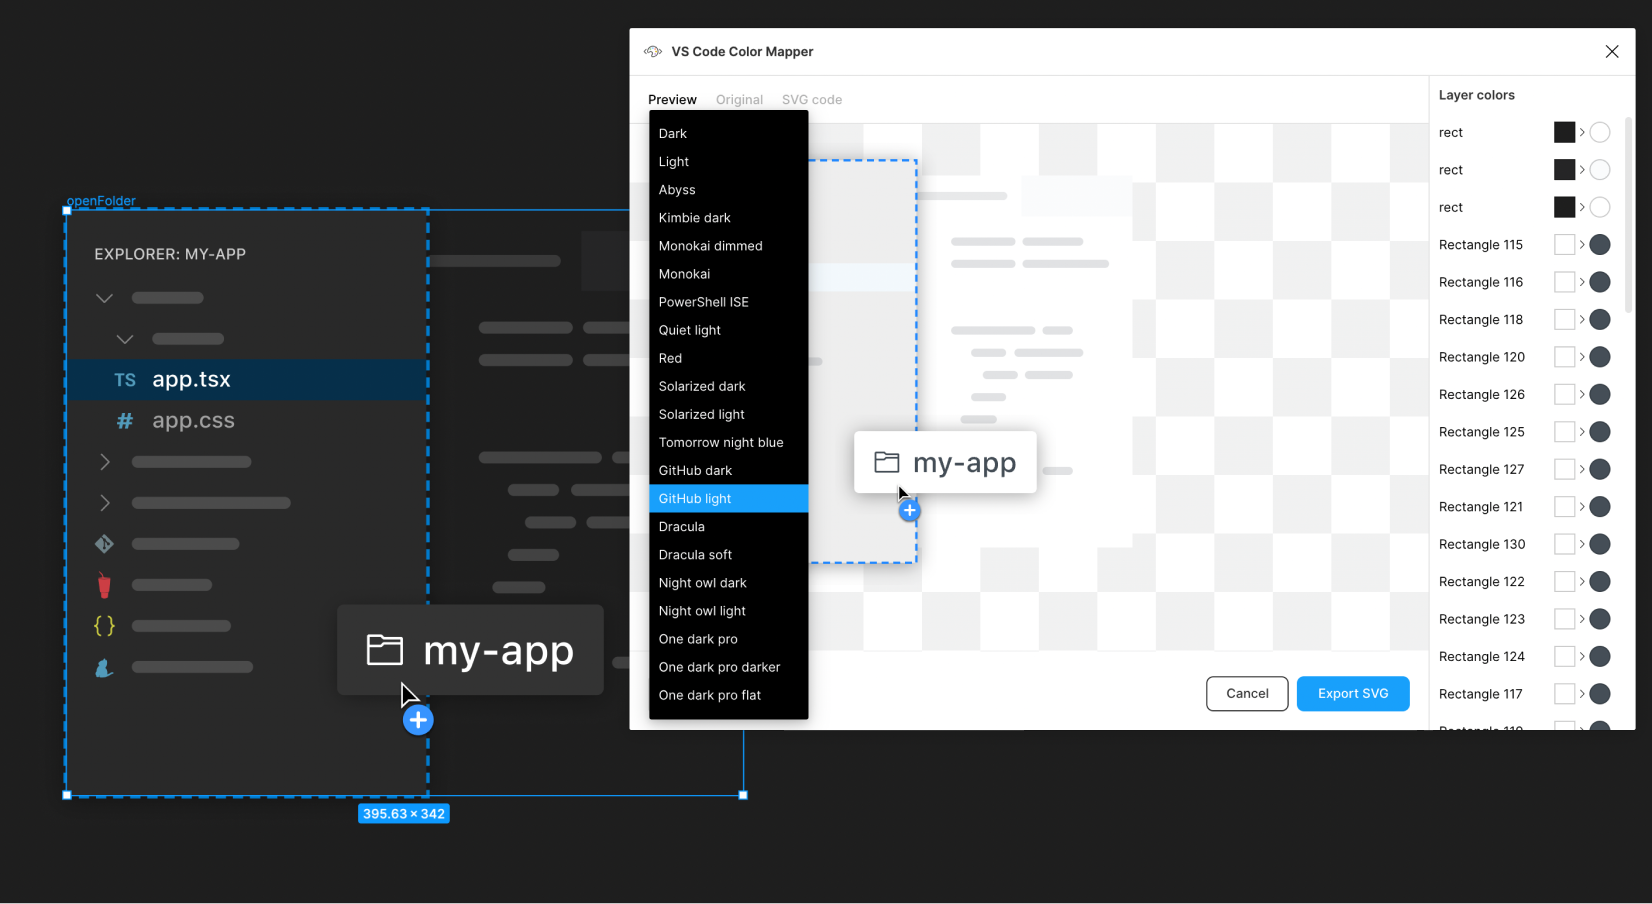 openFolder
EXPLORER: MY-APP
TS app.tsx
# app.css
{}
my-app
395.63 × 342
VS Code Color Mapper
Preview Original SVG code
Dark
Light
Abyss
Kimbie dark
Monokai dimmed
Monokai
PowerShell ISE
Quiet light
Red
Solarized dark
Solarized light
Tomorrow night blue
GitHub dark
GitHub light
Dracula
Dracula soft
Night owl dark
Night owl light
One dark pro
One dark pro darker
One dark pro flat
my-app
Cancel
Export SVG
Layer colors
rect
rect
rect
Rectangle 115
Rectangle 116
Rectangle 118
Rectangle 120
Rectangle 126
Rectangle 125
Rectangle 127
Rectangle 121
Rectangle 130
Rectangle 122
Rectangle 123
Rectangle 124
Rectangle 117